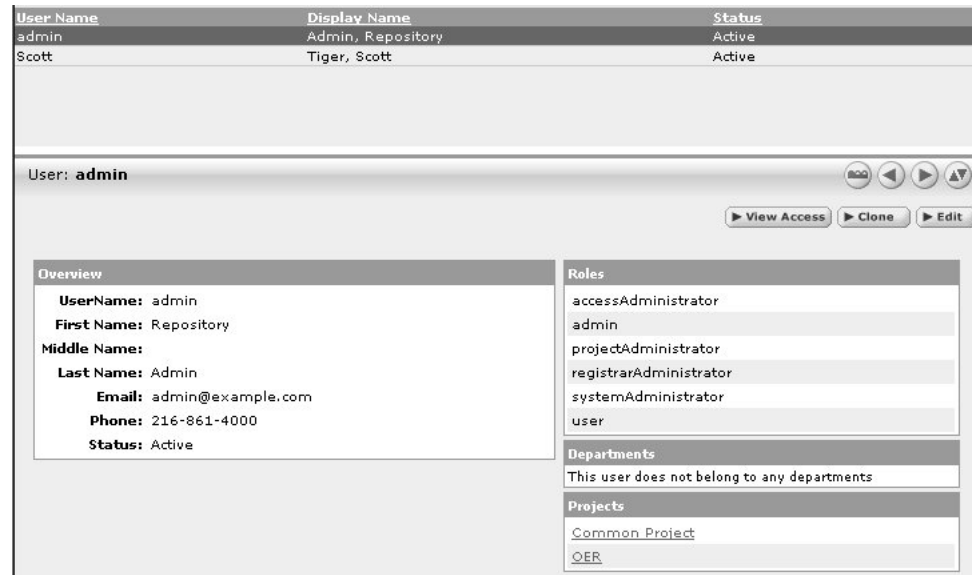 User Name Display Name Status
admin Admin, Repository Active
Scott Tiger, Scott Active
User: admin
View Access Clone Edit
Overview
UserName: admin
First Name: Repository
Middle Name:
Last Name: Admin
Email: admin@example.com
Phone: 216-861-4000
Status: Active
Roles
accessAdministrator
admin
projectAdministrator
registrarAdministrator
systemAdministrator
user
Departments
This user does not belong to any departments
Projects
Common Project
OER